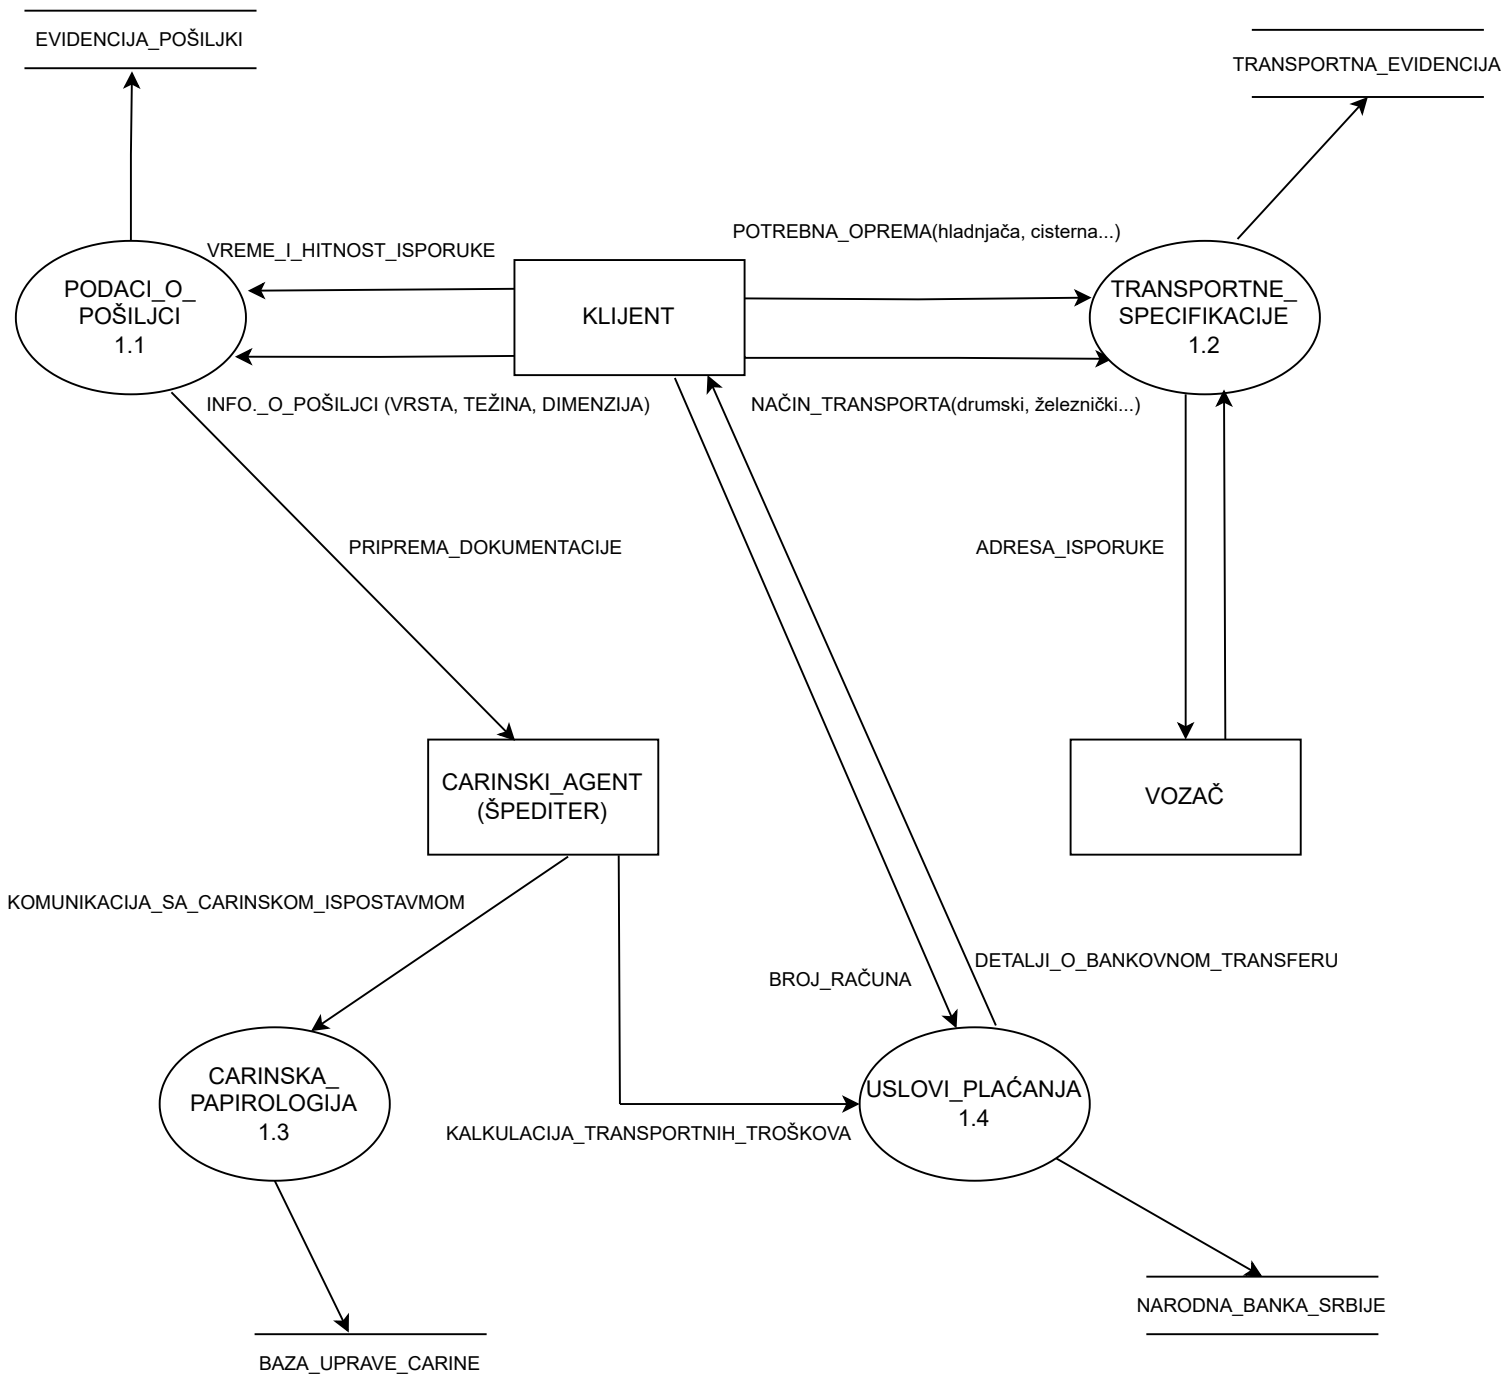 EVIDENCIJA_POŠILJKI
TRANSPORTNA_EVIDENCIJA
VREME_I_HITNOST_ISPORUKE
POTREBNA_OPREMA(hladnjača, cisterna...)
PODACI_O_
POŠILJCI
1.1
KLIJENT
TRANSPORTNE_
SPECIFIKACIJE
1.2
INFO._O_POŠILJCI (VRSTA, TEŽINA, DIMENZIJA)
NAČIN_TRANSPORTA(drumski, železnički...)
PRIPREMA_DOKUMENTACIJE
ADRESA_ISPORUKE
CARINSKI_AGENT
(ŠPEDITER)
VOZAČ
KOMUNIKACIJA_SA_CARINSKOM_ISPOSTAVMOM
DETALJI_O_BANKOVNOM_TRANSFERU
BROJ_RAČUNA
CARINSKA_
PAPIROLOGIJA
1.3
USLOVI_PLAĆANJA
1.4
KALKULACIJA_TRANSPORTNIH_TROŠKOVA
NARODNA_BANKA_SRBIJE
BAZA_UPRAVE_CARINE